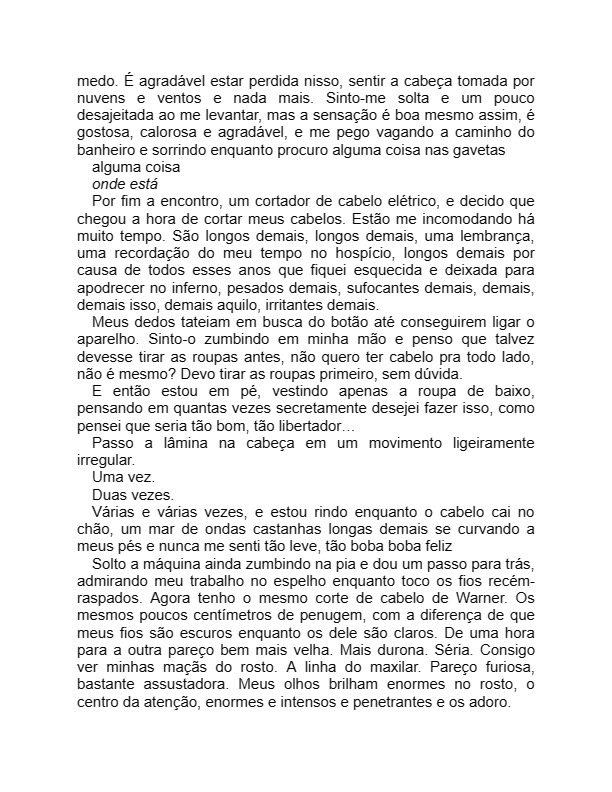 medo. É agradável estar perdida nisso, sentir a cabeça tomada por
nuvens e ventos e nada mais. Sinto-me solta e um pouco
desajeitada ao me levantar, mas a sensação é boa mesmo assim, é
gostosa, calorosa e agradável, e me pego vagando a caminho do
banheiro e sorrindo enquanto procuro alguma coisa nas gavetas
alguma coisa
onde está
Por fim a encontro, um cortador de cabelo elétrico, e decido que
chegou a hora de cortar meus cabelos. Estão me incomodando há
muito tempo. São longos demais, longos demais, uma lembrança,
uma recordação do meu tempo no hospício, longos demais por
causa de todos esses anos que fiquei esquecida e deixada para
apodrecer no inferno, pesados demais, sufocantes demais, demais,
demais isso, demais aquilo, irritantes demais.
Meus dedos tateiam em busca do botão até conseguirem ligar o
aparelho. Sinto-o zumbindo em minha mão e penso que talvez
devesse tirar as roupas antes, não quero ter cabelo pra todo lado,
não é mesmo? Devo tirar as roupas primeiro, sem dúvida.
E então estou em pé, vestindo apenas a roupa de baixo,
pensando em quantas vezes secretamente desejei fazer isso, como
pensei que seria tão bom, tão libertador…
Passo a lâmina na cabeça em um movimento ligeiramente
irregular.
Uma vez.
Duas vezes.
Várias e várias vezes, e estou rindo enquanto o cabelo cai no
chão, um mar de ondas castanhas longas demais se curvando a
meus pés e nunca me senti tão leve, tão boba boba feliz
Solto a máquina ainda zumbindo na pia e dou um passo para trás,
admirando meu trabalho no espelho enquanto toco os fios recém-
raspados. Agora tenho o mesmo corte de cabelo de Warner. Os
mesmos poucos centímetros de penugem, com a diferença de que
meus fios são escuros enquanto os dele são claros. De uma hora
para a outra pareço bem mais velha. Mais durona. Séria. Consigo
ver minhas maçãs do rosto. A linha do maxilar. Pareço furiosa,
bastante assustadora. Meus olhos brilham enormes no rosto, o
centro da atenção, enormes e intensos e penetrantes e os adoro.